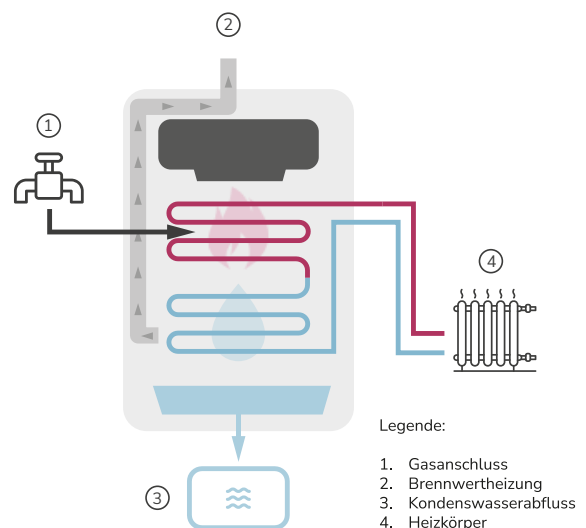 2
1
4
3
Legende:
1. Gasanschluss
2. Brennwertheizung
3. Kondenswasserabfluss
4. Heizkörper